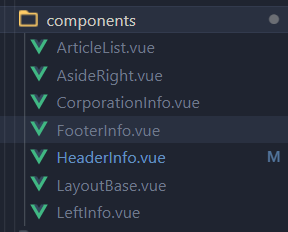 components
ArticleList.vue
AsideRight.vue
CorporationInfo.vue
FooterInfo.vue
HeaderInfo.vue M
LayoutBase.vue
LeftInfo.vue